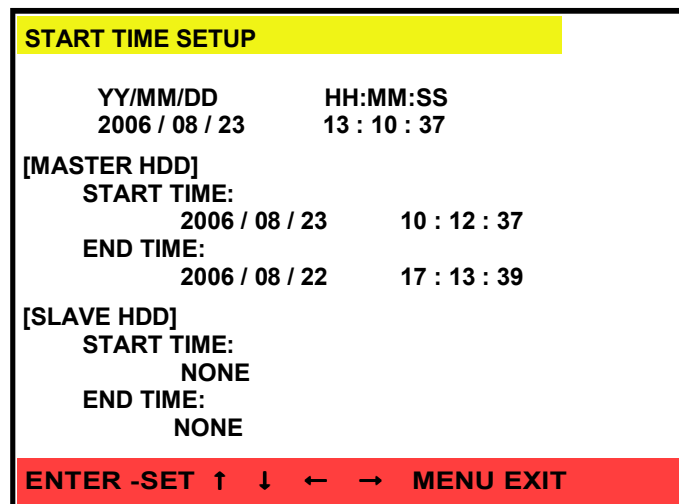 START TIME SETUP
YY/MM/DD HH:MM:SS
2006 / 08 / 23 13 : 10 : 37
[MASTER HDD]
START TIME:
2006 / 08 / 23 10 : 12 : 37
END TIME:
2006 / 08 / 22 17 : 13 : 39
[SLAVE HDD]
START TIME:
NONE
END TIME:
NONE
ENTER -SET ↑ ↓ ← → MENU EXIT